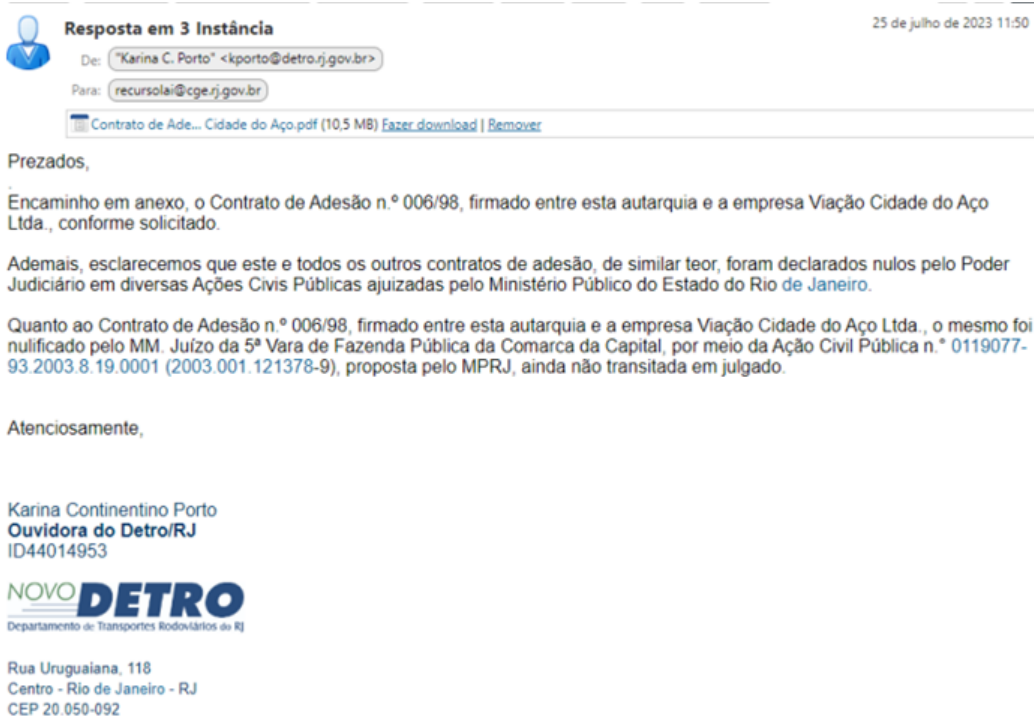 Resposta em 3 Instância
25 de julho de 2023 11:50
De: "Karina C. Porto" <kporto@detro.rj.gov.br>
Para: recursolai@cge.rj.gov.br
Contrato de Ade... Cidade do Aço.pdf (10,5 MB) Fazer download | Remover
Prezados,
.
Encaminho em anexo, o Contrato de Adesão n.º 006/98, firmado entre esta autarquia e a empresa Viação Cidade do Aço
Ltda., conforme solicitado.
Ademais, esclarecemos que este e todos os outros contratos de adesão, de similar teor, foram declarados nulos pelo Poder
Judiciário em diversas Ações Civis Públicas ajuizadas pelo Ministério Público do Estado do Rio de Janeiro.
Quanto ao Contrato de Adesão n.º 006/98, firmado entre esta autarquia e a empresa Viação Cidade do Aço Ltda., o mesmo foi
nulificado pelo MM. Juízo da 5ª Vara de Fazenda Pública da Comarca da Capital, por meio da Ação Civil Pública n.° 0119077-
93.2003.8.19.0001 (2003.001.121378-9), proposta pelo MPRJ, ainda não transitada em julgado.
Atenciosamente,
Karina Continentino Porto
Ouvidora do Detro/RJ
ID44014953
NOVO DETRO
Departamento de Transportes Rodoviários do RJ
Rua Uruguaiana, 118
Centro - Rio de Janeiro - RJ
CEP 20.050-092